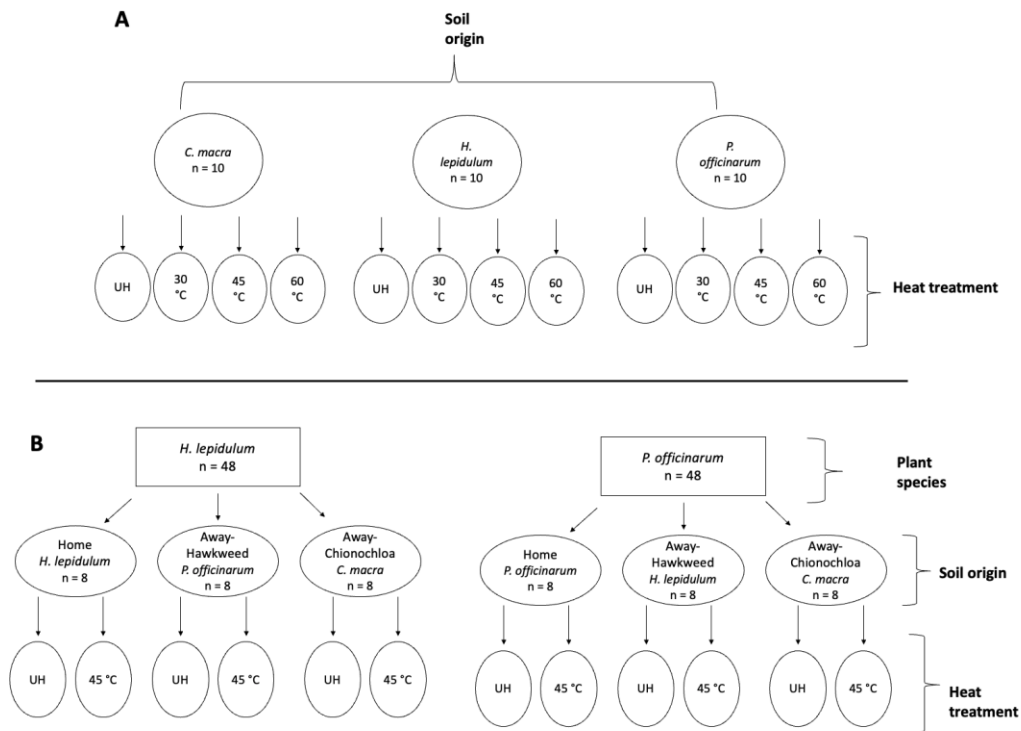 A
Soil
origin
C. macra
n = 10
H.
lepidulum
n = 10
P.
officinarum
n = 10
UH
30
°C
45
°C
60
°C
UH
30
°C
45
°C
60
°C
UH
30
°C
45
°C
60
°C
Heat treatment
B
H. lepidulum
n = 48
P. officinarum
n = 48
Plant
species
Home
H. lepidulum
n = 8
Away-
Hawkweed
P. officinarum
n = 8
Away-
Chionochloa
C. macra
n = 8
Home
P. officinarum
n = 8
Away-
Hawkweed
H. lepidulum
n = 8
Away-
Chionochloa
C. macra
n = 8
Soil origin
UH
45 °C
UH
45 °C
UH
45 °C
UH
45 °C
UH
45 °C
UH
45 °C
Heat
treatment